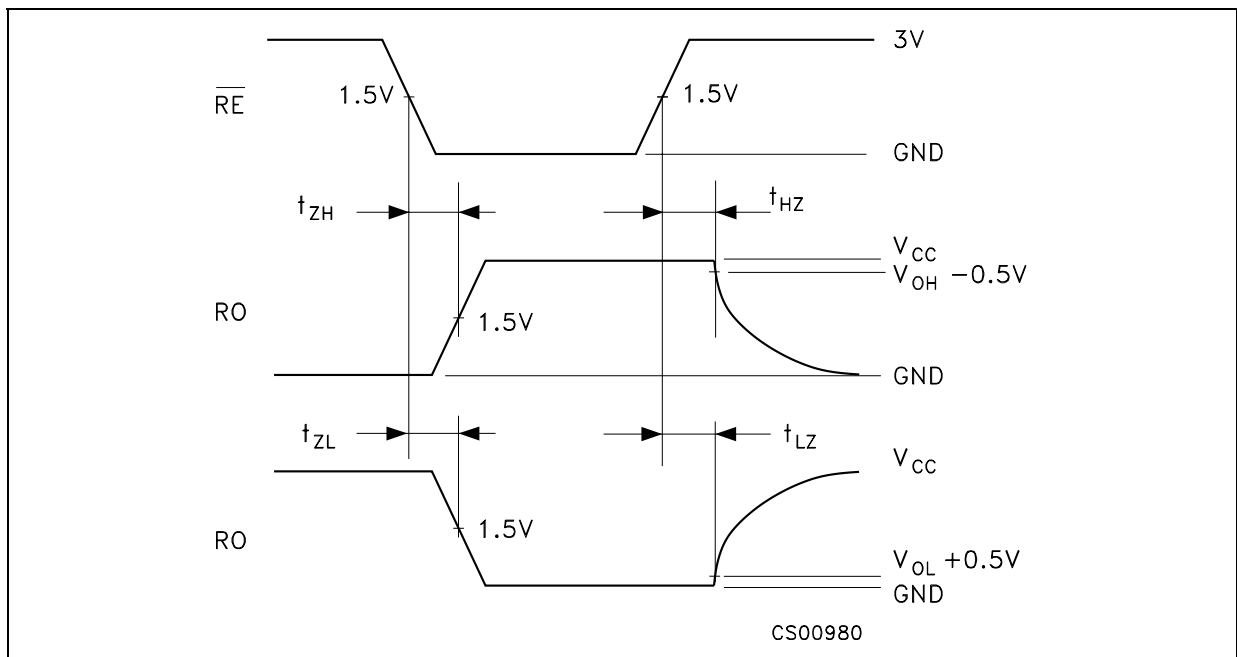 3V
R̅E̅
1.5V
1.5V
GND
tZH
tHZ
VCC
VOH −0.5V
RO
1.5V
GND
tZL
tLZ
VCC
RO
1.5V
VOL +0.5V
GND
CS00980